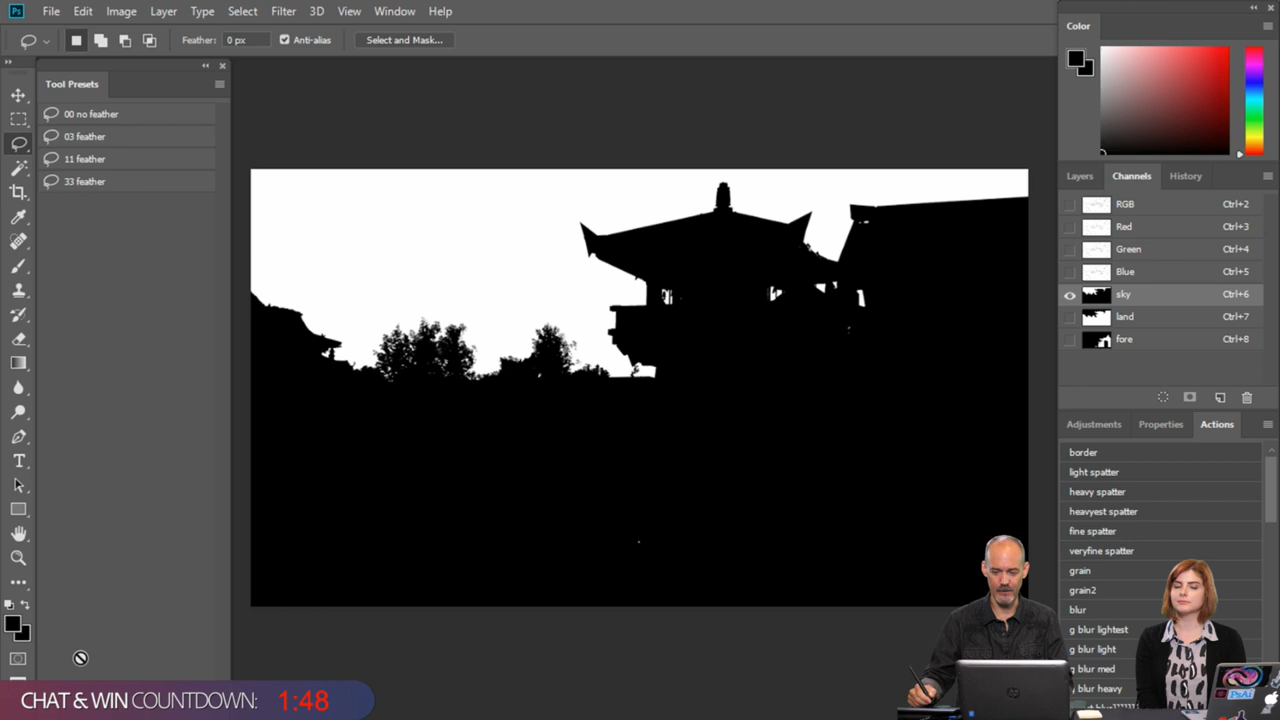 Ps File Edit Image Layer Type Select Filter 3D View Window Help
Feather: 0 px Anti-alias Select and Mask...
Color
Tool Presets
00 no feather
03 feather
11 feather
33 feather
Layers Channels History
RGB Ctrl+2
Red Ctrl+3
Green Ctrl+4
Blue Ctrl+5
sky Ctrl+6
land Ctrl+7
fore Ctrl+8
Adjustments Properties Actions
border
light spatter
heavy spatter
heavyest spatter
fine spatter
veryfine spatter
grain
grain2
blur
g blur lightest
g blur light
g blur med
blur heavy
PsAi
CHAT & WIN COUNTDOWN: 1:48